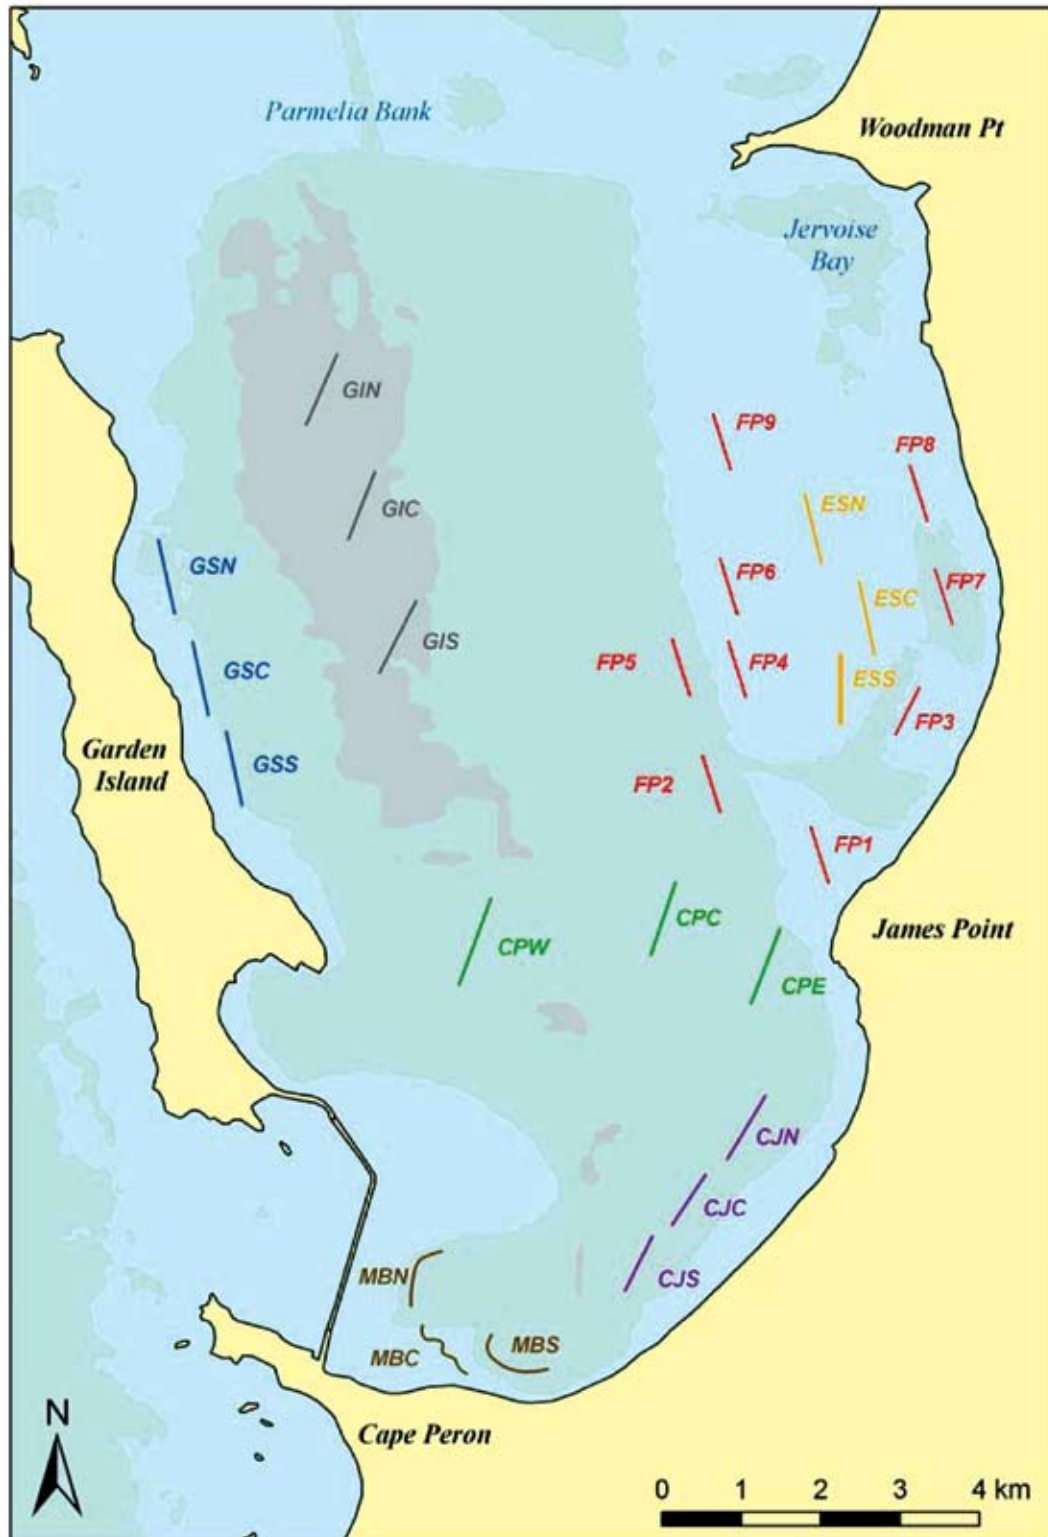 Parmelia Bank
Woodman Pt
Jervoise
Bay
GIN
FP9
FP8
GIC
ESN
GSN
FP6
FP7
ESC
GIS
FP5
FP4
GSC
ESS
FP3
Garden
Island
GSS
FP2
FP1
CPC
James Point
CPW
CPE
CJN
CJC
MBN
CJS
MBS
MBC
N
Cape Peron
0 1 2 3 4 km